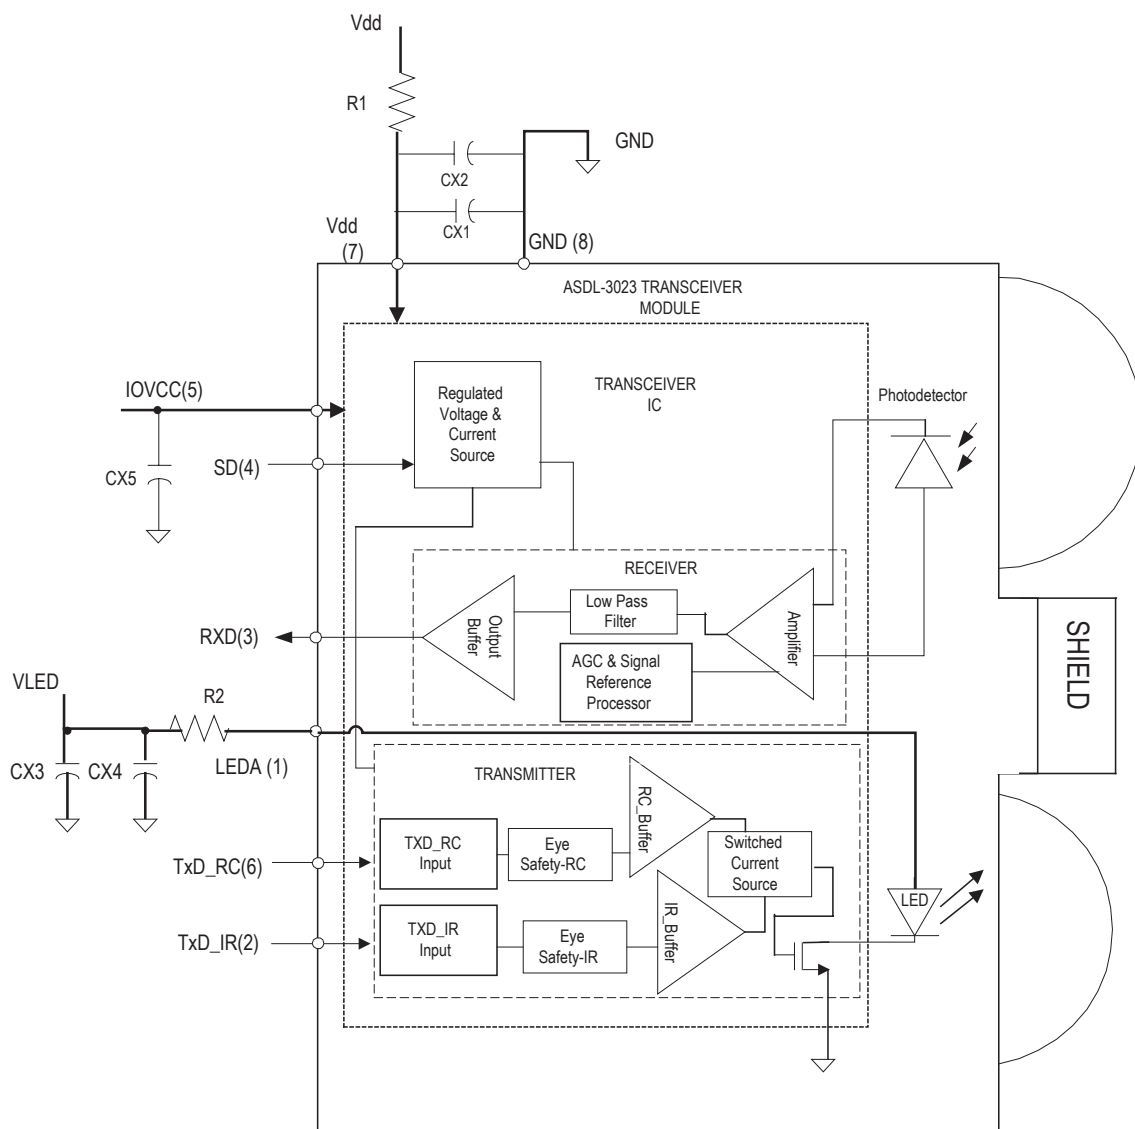 Vdd
R1
GND
CX2
CX1
Vdd
(7)
GND (8)
ASDL-3023 TRANSCEIVER
MODULE
TRANSCEIVER
IC
IOVCC(5)
Regulated
Voltage &
Current
Source
Photodetector
SD(4)
CX5
RECEIVER
Low Pass
Filter
Output
Buffer
Amplifier
RXD(3)
AGC & Signal
Reference
Processor
SHIELD
VLED
R2
CX3
CX4
LEDA (1)
TRANSMITTER
RC_Buffer
TXD_RC
Input
Eye
Safety-RC
Switched
Current
Source
TxD_RC(6)
LED
TXD_IR
Input
Eye
Safety-IR
IR_Buffer
TxD_IR(2)